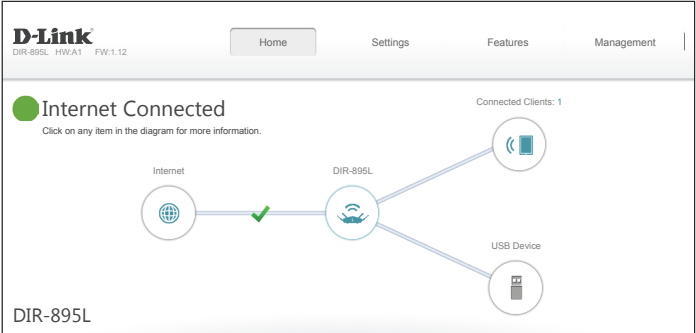 D-Link
DIR-895L HW:A1 FW:1.12
Home Settings Features Management
Internet Connected
Click on any item in the diagram for more information.
Connected Clients: 1
Internet
DIR-895L
USB Device
DIR-895L